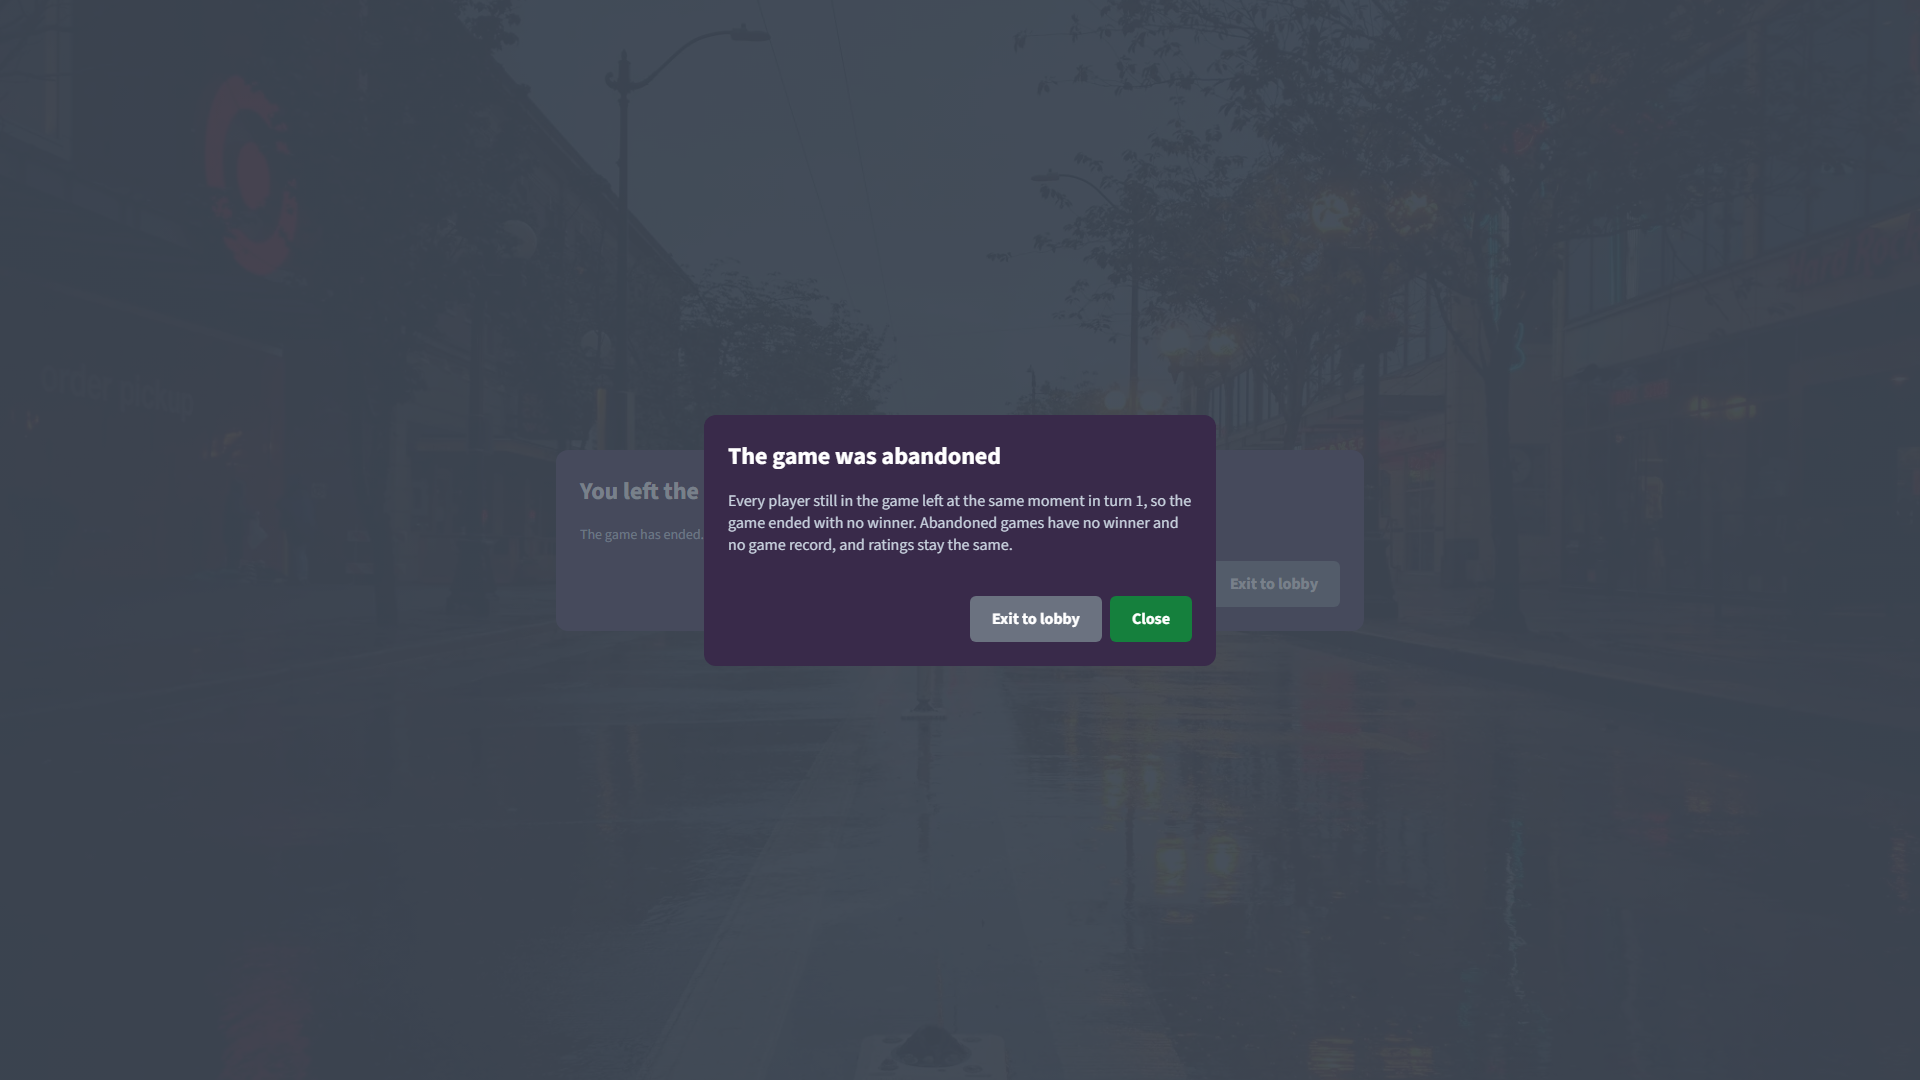 order pickup
The game was abandoned
You left the
Every player still in the game left at the same moment in turn 1, so the
game ended with no winner. Abandoned games have no winner and
no game record, and ratings stay the same.
The game has ended.
Exit to lobby
Exit to lobby
Close